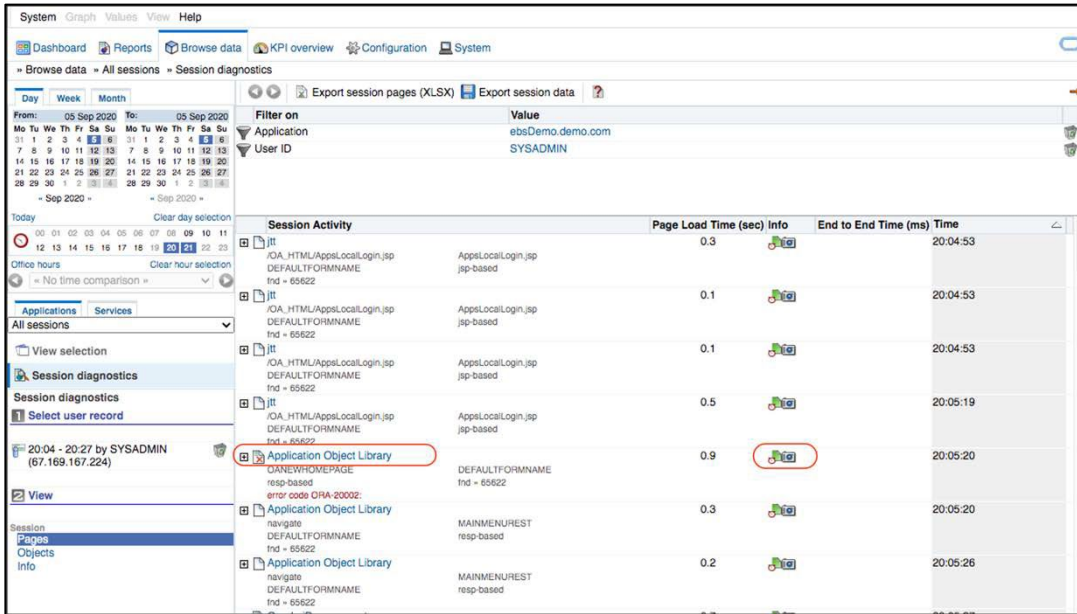 System Graph Values View Help
Dashboard Reports Browse data KPI overview Configuration System
» Browse data » All sessions » Session diagnostics
Day Week Month
From: 05 Sep 2020 To: 05 Sep 2020
Mo Tu We Th Fr Sa Su Mo Tu We Th Fr Sa Su
31 1 2 3 4 5 6 31 1 2 3 4 5 6
7 8 9 10 11 12 13 7 8 9 10 11 12 13
14 15 16 17 18 19 20 14 15 16 17 18 19 20
21 22 23 24 25 26 27 21 22 23 24 25 26 27
28 29 30 1 2 3 4 28 29 30 1 2 3 4
« Sep 2020 » « Sep 2020 »
Today Clear day selection
00 01 02 03 04 05 06 07 08 09 10 11
12 13 14 15 16 17 18 19 20 21 22 23
Office hours Clear hour selection
« No time comparison »
Applications Services
All sessions
View selection
Session diagnostics
Session diagnostics
1 Select user record
20:04 - 20:27 by SYSADMIN
(67.169.167.224)
2 View
Session
Pages
Objects
Info
Export session pages (XLSX) Export session data ?
Filter on Value
Application ebsDemo.demo.com
User ID SYSADMIN
Session Activity Page Load Time (sec) Info End to End Time (ms) Time
jtt 0.3 20:04:53
/OA_HTML/AppsLocalLogin.jsp AppsLocalLogin.jsp
DEFAULTFORMNAME jsp-based
fnd = 65622
jtt 0.1 20:04:53
/OA_HTML/AppsLocalLogin.jsp AppsLocalLogin.jsp
DEFAULTFORMNAME jsp-based
fnd = 65622
jtt 0.1 20:04:53
/OA_HTML/AppsLocalLogin.jsp AppsLocalLogin.jsp
DEFAULTFORMNAME jsp-based
fnd = 65622
jtt 0.5 20:05:19
/OA_HTML/AppsLocalLogin.jsp AppsLocalLogin.jsp
DEFAULTFORMNAME jsp-based
fnd = 65622
Application Object Library 0.9 20:05:20
OANEWHOMEPAGE DEFAULTFORMNAME
resp-based fnd = 65622
error code ORA-20002:
Application Object Library 0.3 20:05:20
navigate MAINMENUREST
DEFAULTFORMNAME resp-based
fnd = 65622
Application Object Library 0.2 20:05:26
navigate MAINMENUREST
DEFAULTFORMNAME resp-based
fnd = 65622